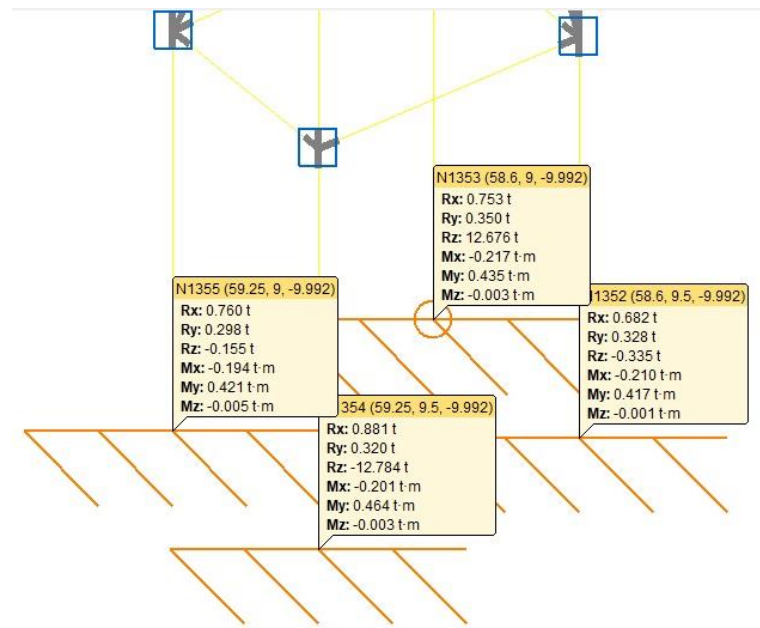 N1353 (58.6, 9, -9.992)
Rx: 0.753 t
Ry: 0.350 t
Rz: 12.676 t
Mx: -0.217 t·m
My: 0.435 t·m
Mz: -0.003 t·m
N1355 (59.25, 9, -9.992)
Rx: 0.760 t
Ry: 0.298 t
Rz: -0.155 t
Mx: -0.194 t·m
My: 0.421 t·m
Mz: -0.005 t·m
1352 (58.6, 9.5, -9.992)
Rx: 0.682 t
Ry: 0.328 t
Rz: -0.335 t
Mx: -0.210 t·m
My: 0.417 t·m
Mz: -0.001 t·m
354 (59.25, 9.5, -9.992)
Rx: 0.881 t
Ry: 0.320 t
Rz: -12.784 t
Mx: -0.201 t·m
My: 0.464 t·m
Mz: -0.003 t·m